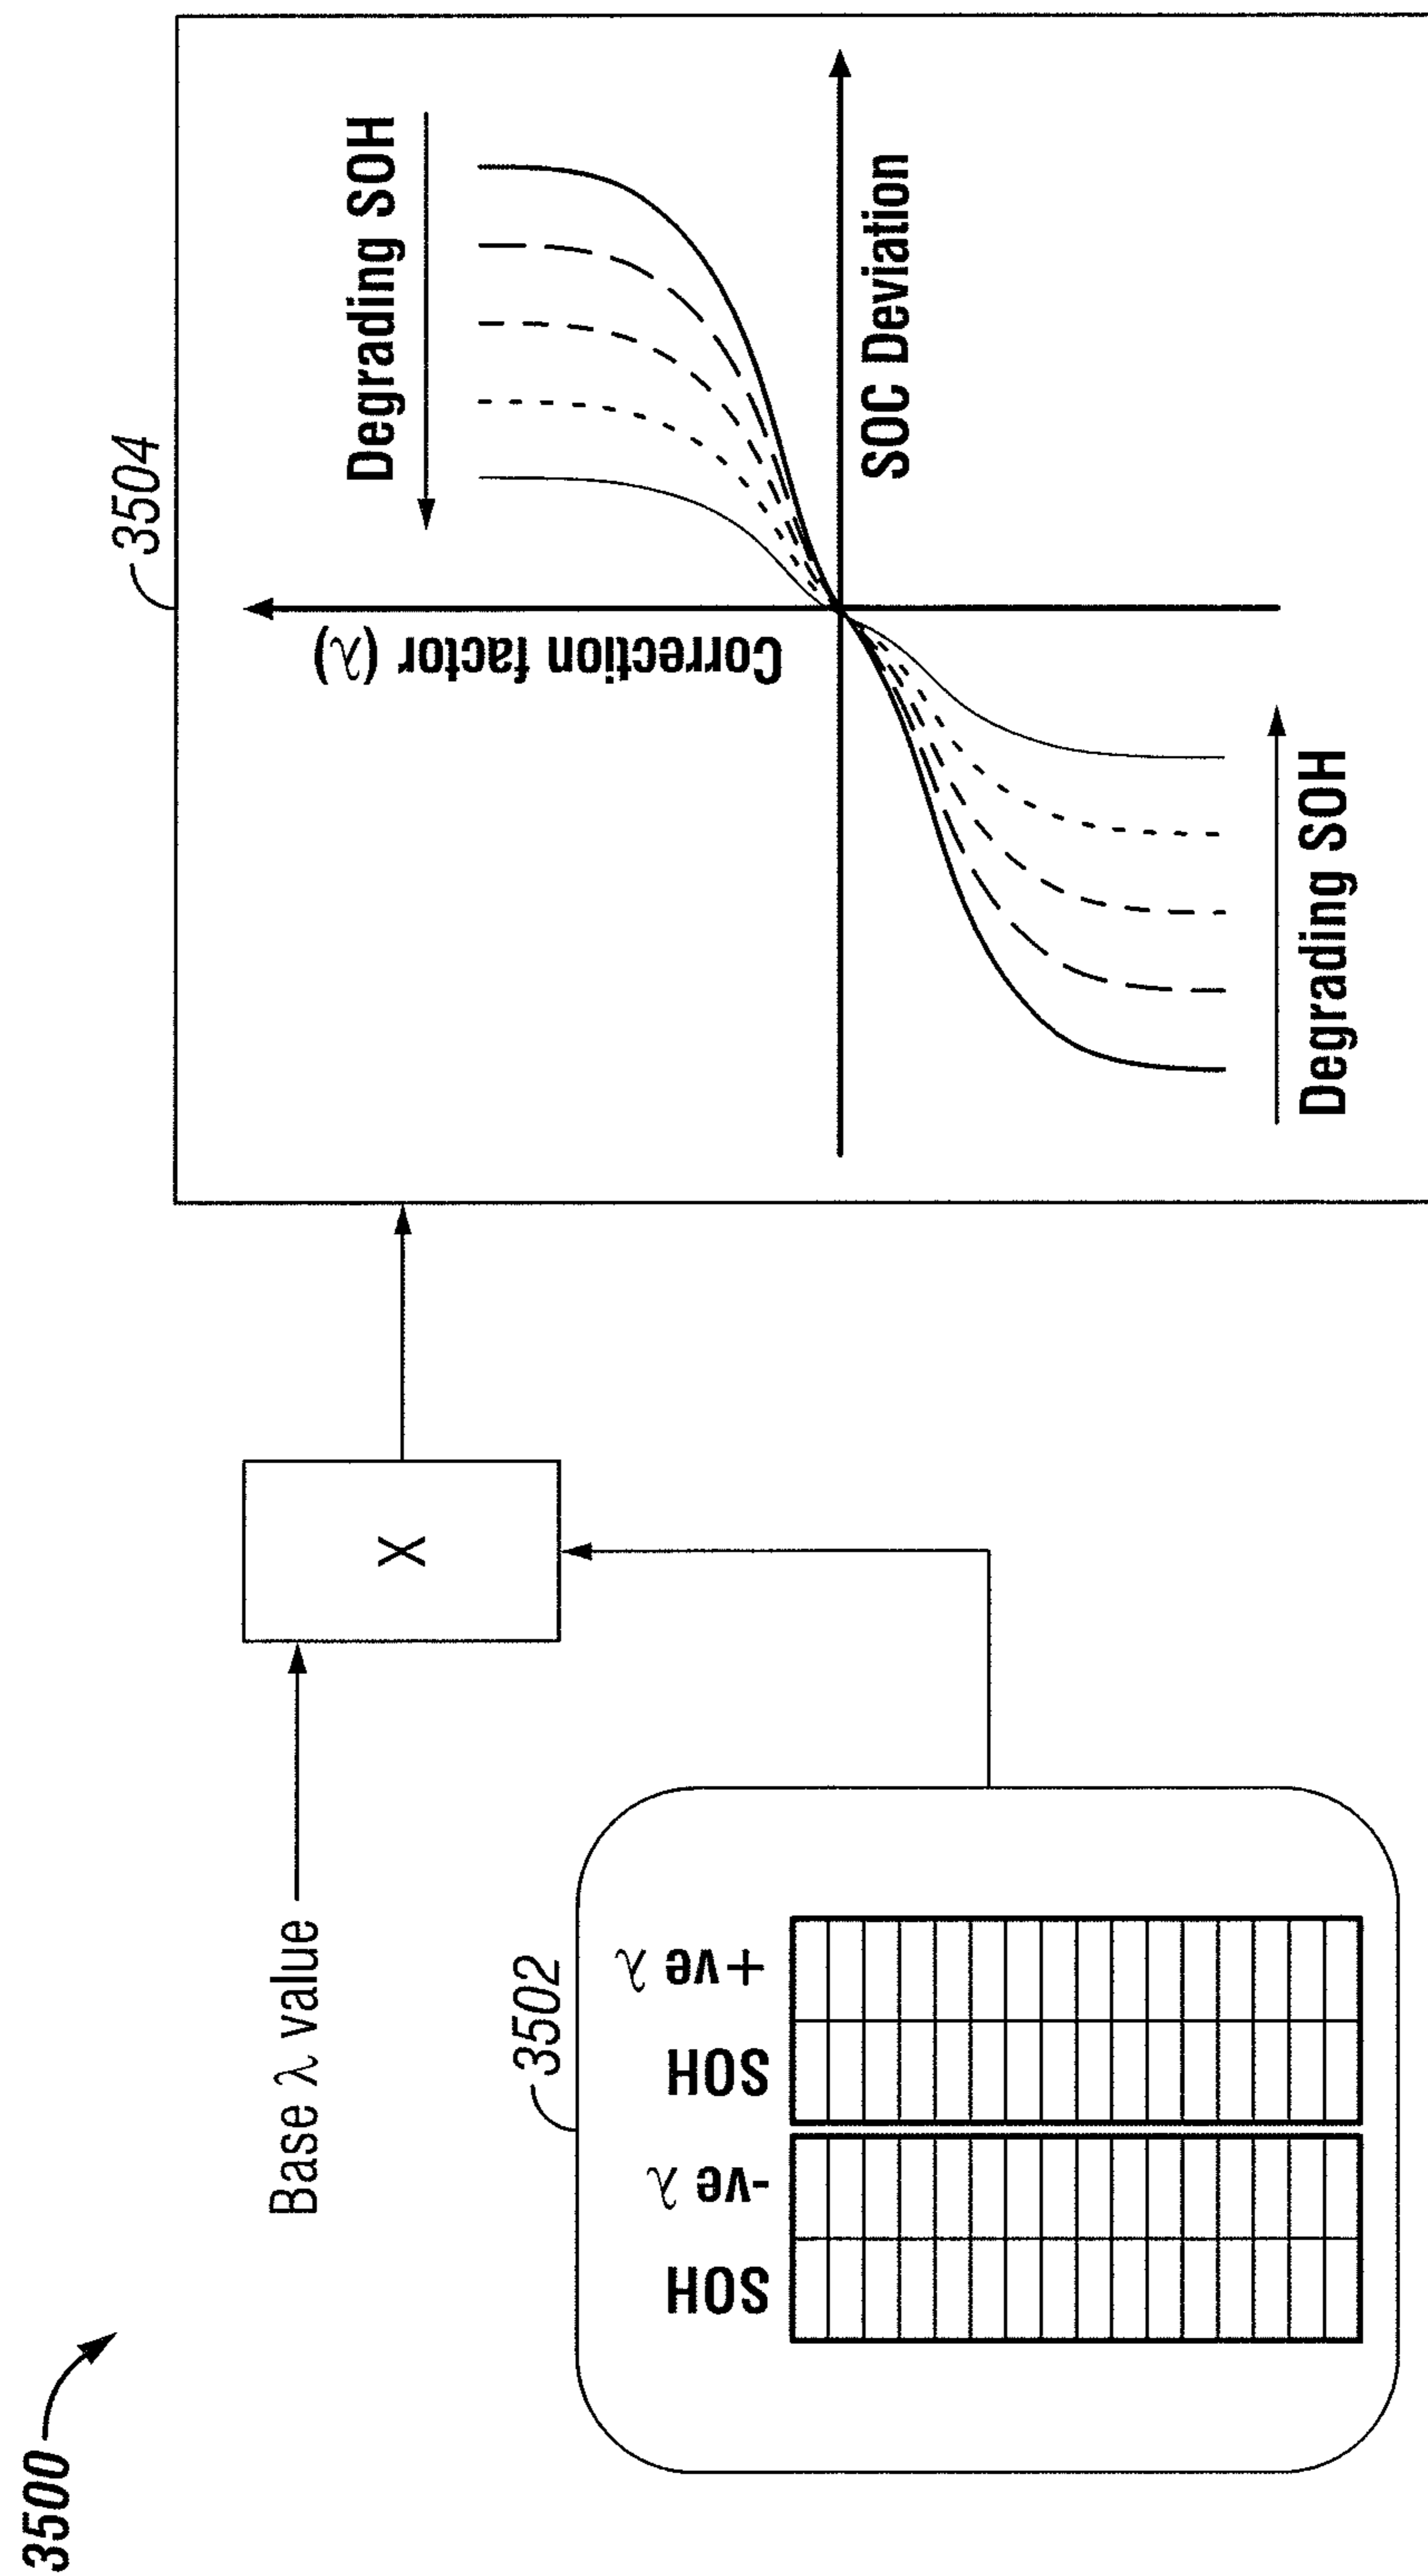 3500
Base λ value
X
3502
SOH
-ve λ
SOH
+ve λ
3504
Correction factor (λ)
Degrading SOH
SOC Deviation
Degrading SOH